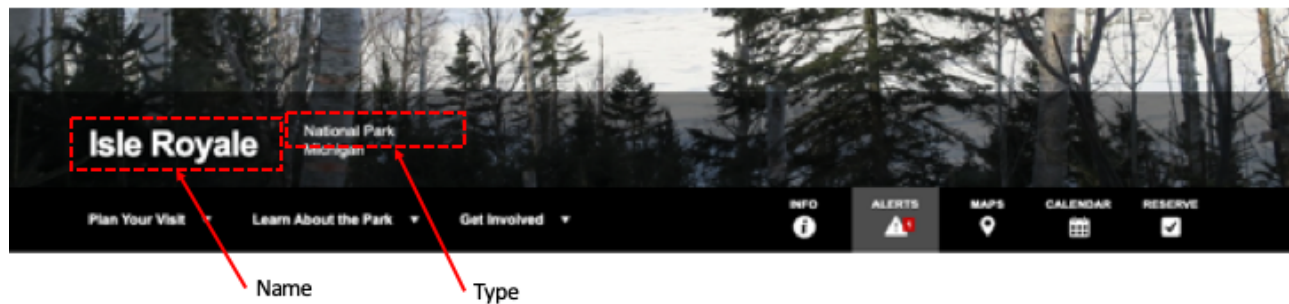 Isle Royale
National Park
Michigan
Plan Your Visit
Learn About the Park
Get Involved
INFO
ALERTS
MAPS
CALENDAR
RESERVE
Name
Type